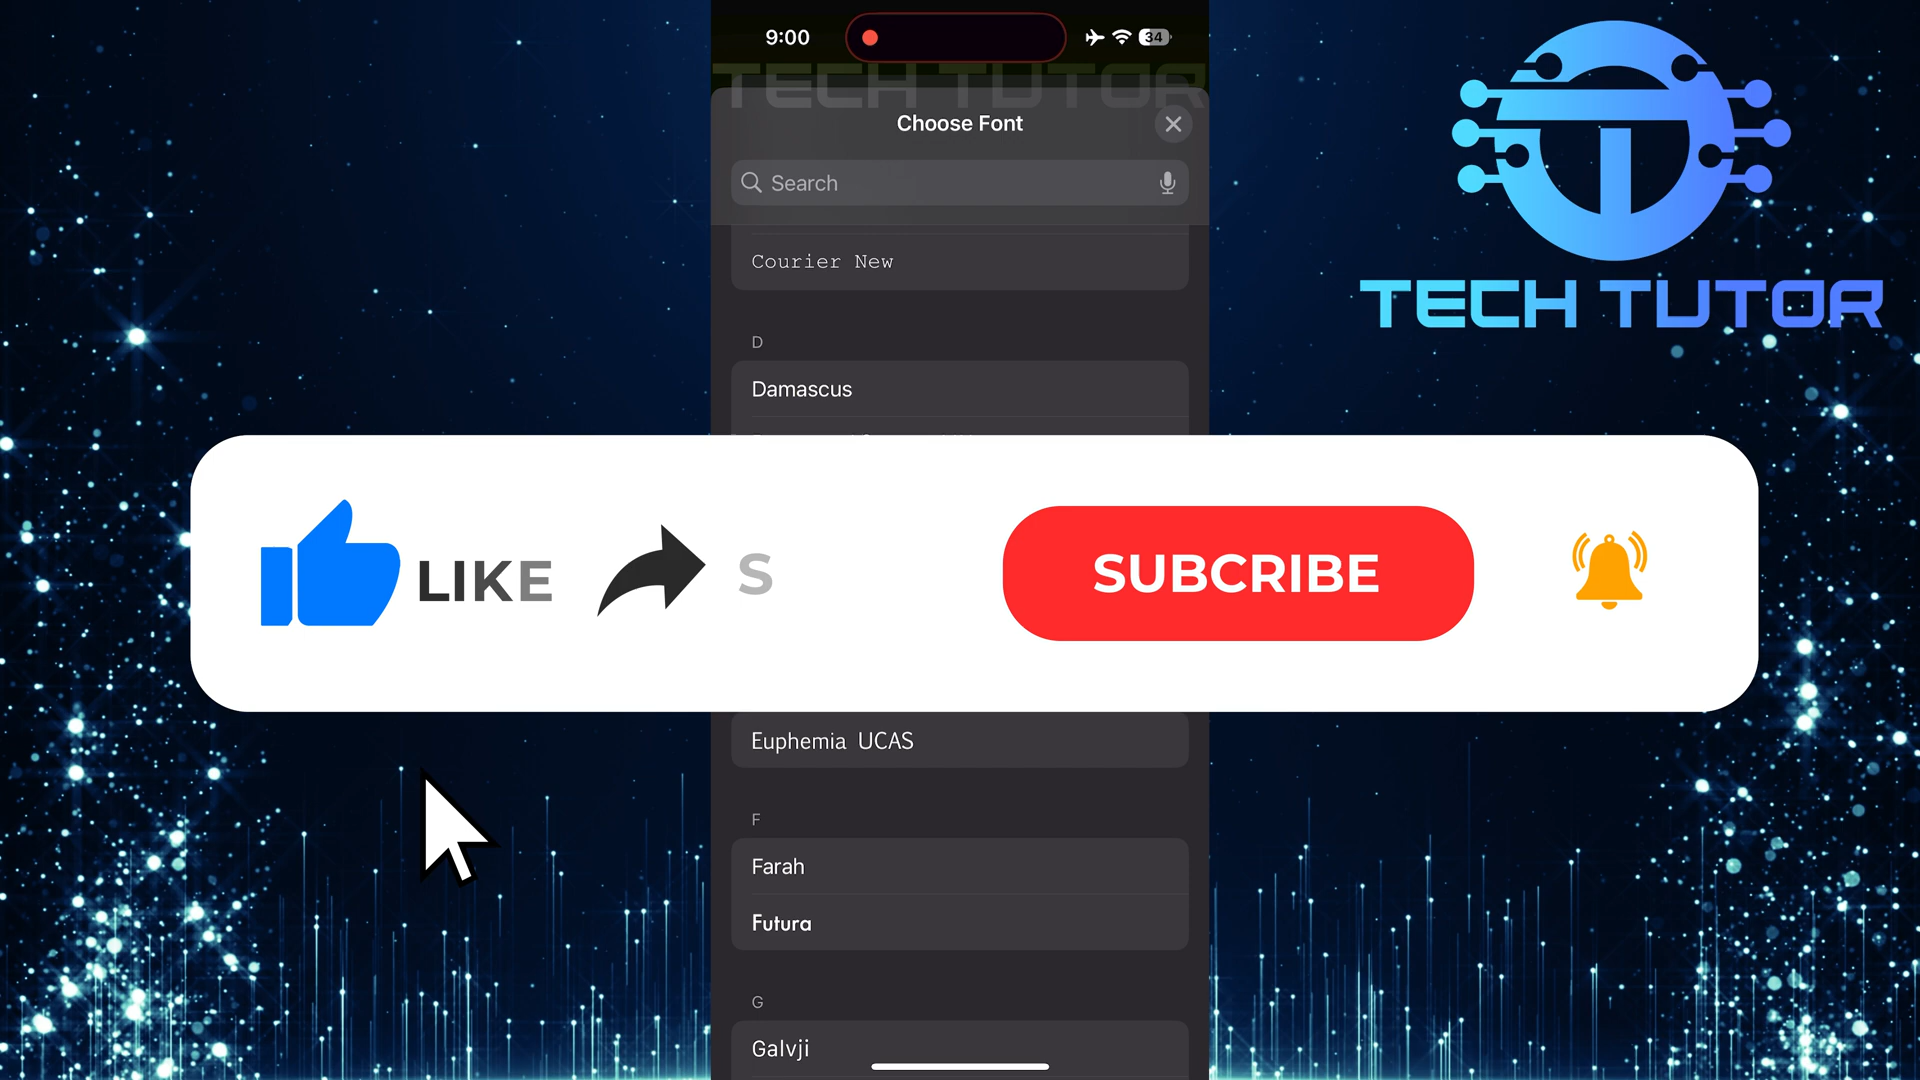 9:00
34
TECH TUTOR
Choose Font
Search
Courier New
D
Damascus
LIKE
S
SUBCRIBE
Euphemia UCAS
F
Farah
Futura
G
Galvji
TECH TUTOR